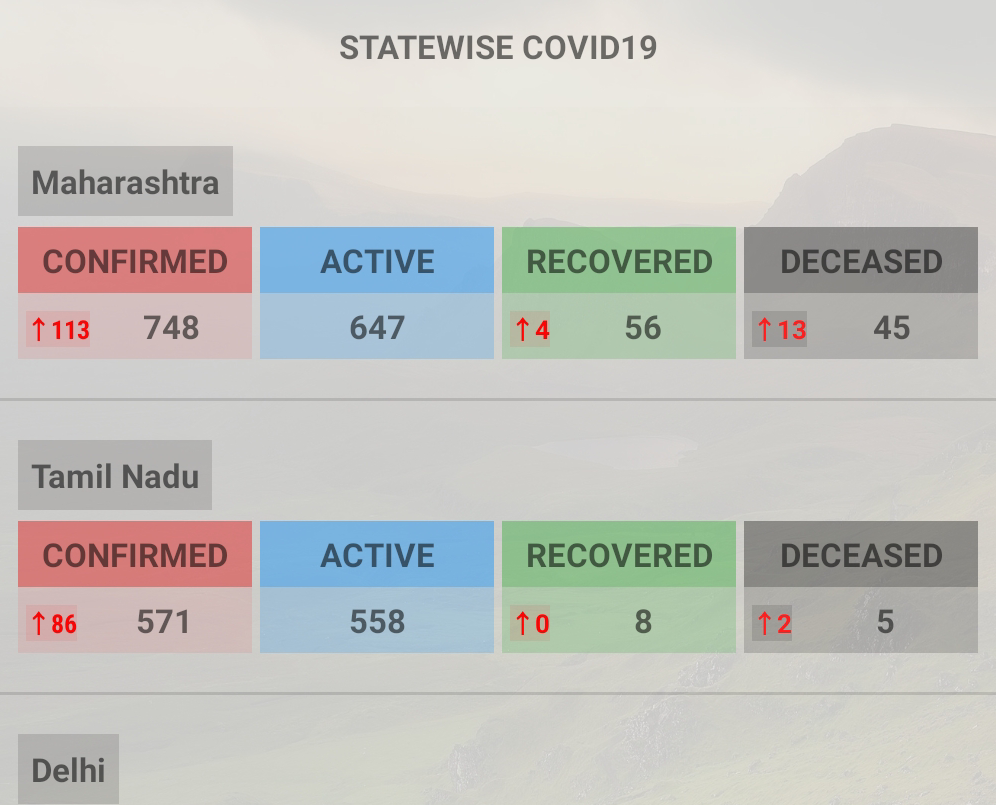 STATEWISE COVID19
Maharashtra
CONFIRMED ACTIVE RECOVERED DECEASED
↑113 748 647 ↑4 56 ↑13 45
Tamil Nadu
CONFIRMED ACTIVE RECOVERED DECEASED
↑86 571 558 ↑0 8 ↑2 5
Delhi